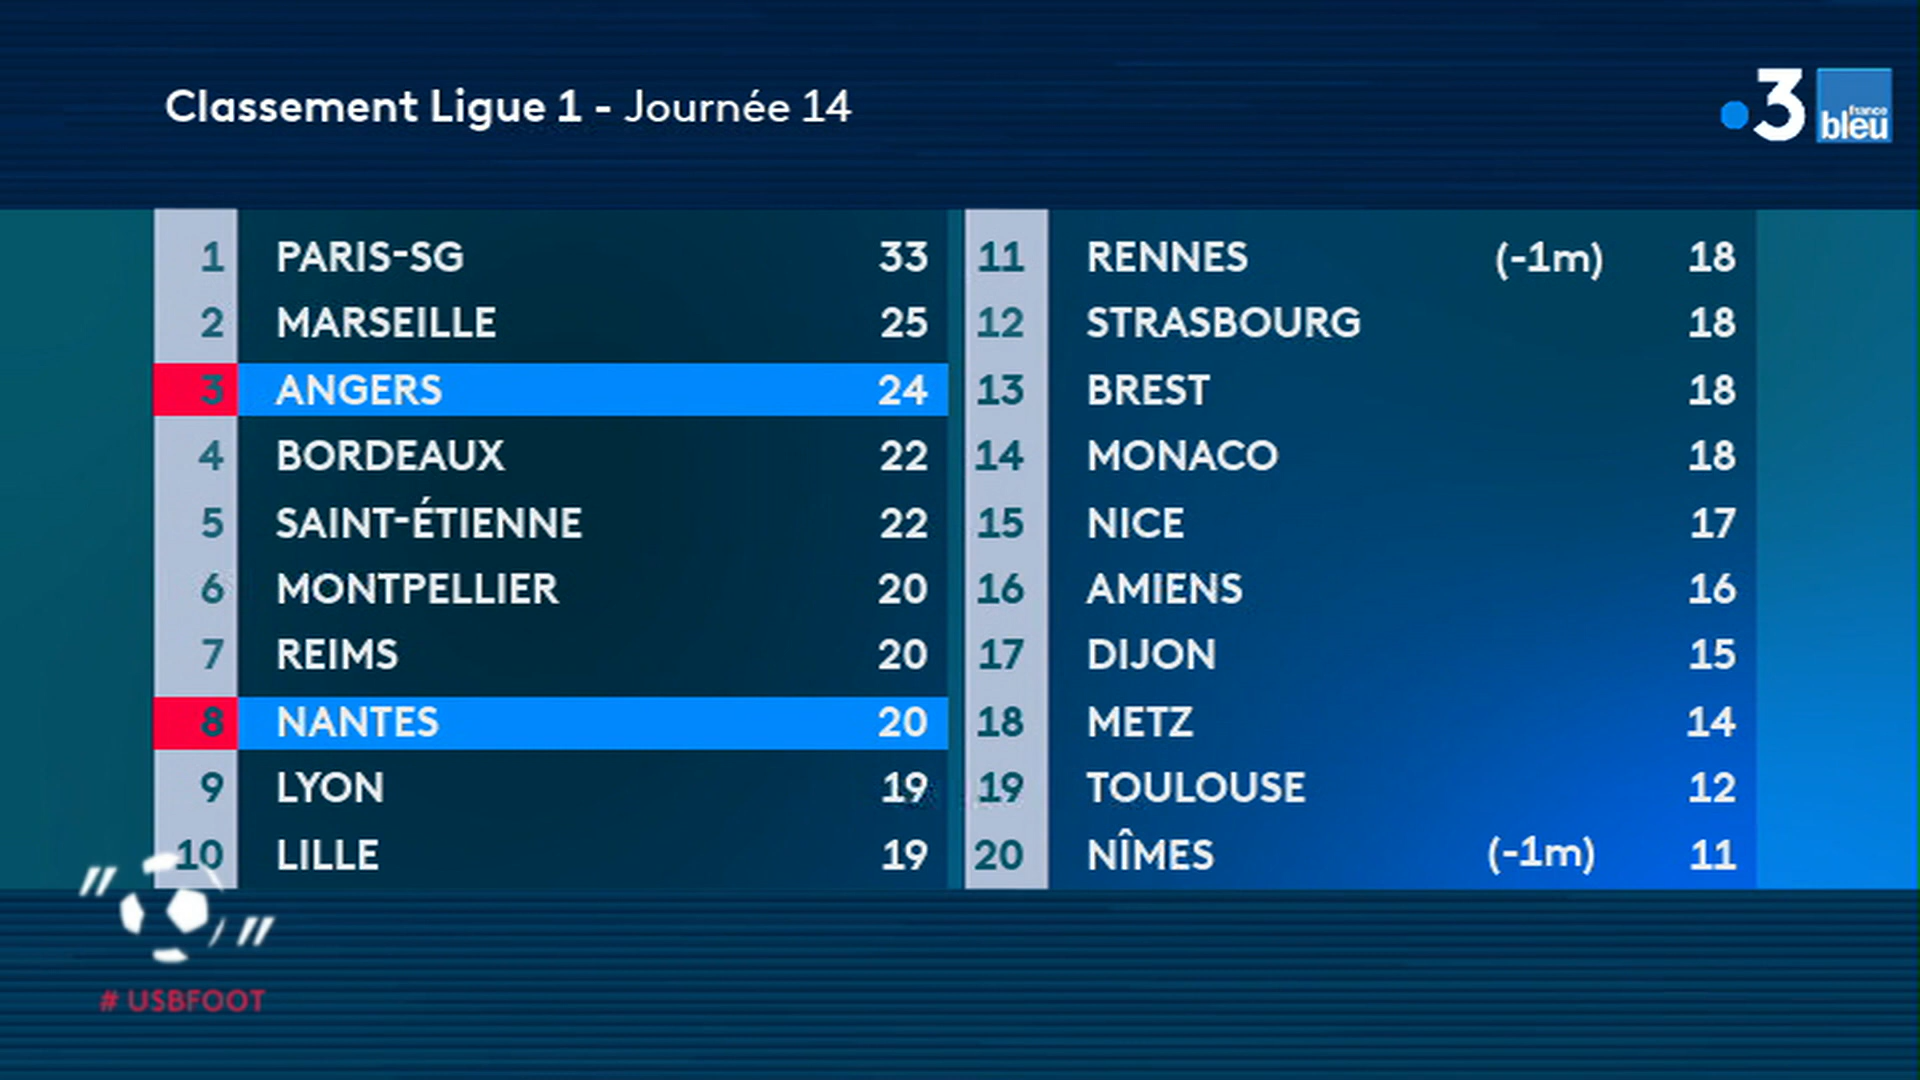 Classement Ligue 1 - Journée 14
3 france bleu
1 PARIS-SG 33
2 MARSEILLE 25
3 ANGERS 24
4 BORDEAUX 22
5 SAINT-ÉTIENNE 22
6 MONTPELLIER 20
7 REIMS 20
8 NANTES 20
9 LYON 19
10 LILLE 19
11 RENNES (-1m) 18
12 STRASBOURG 18
13 BREST 18
14 MONACO 18
15 NICE 17
16 AMIENS 16
17 DIJON 15
18 METZ 14
19 TOULOUSE 12
20 NÎMES (-1m) 11
# USBFOOT